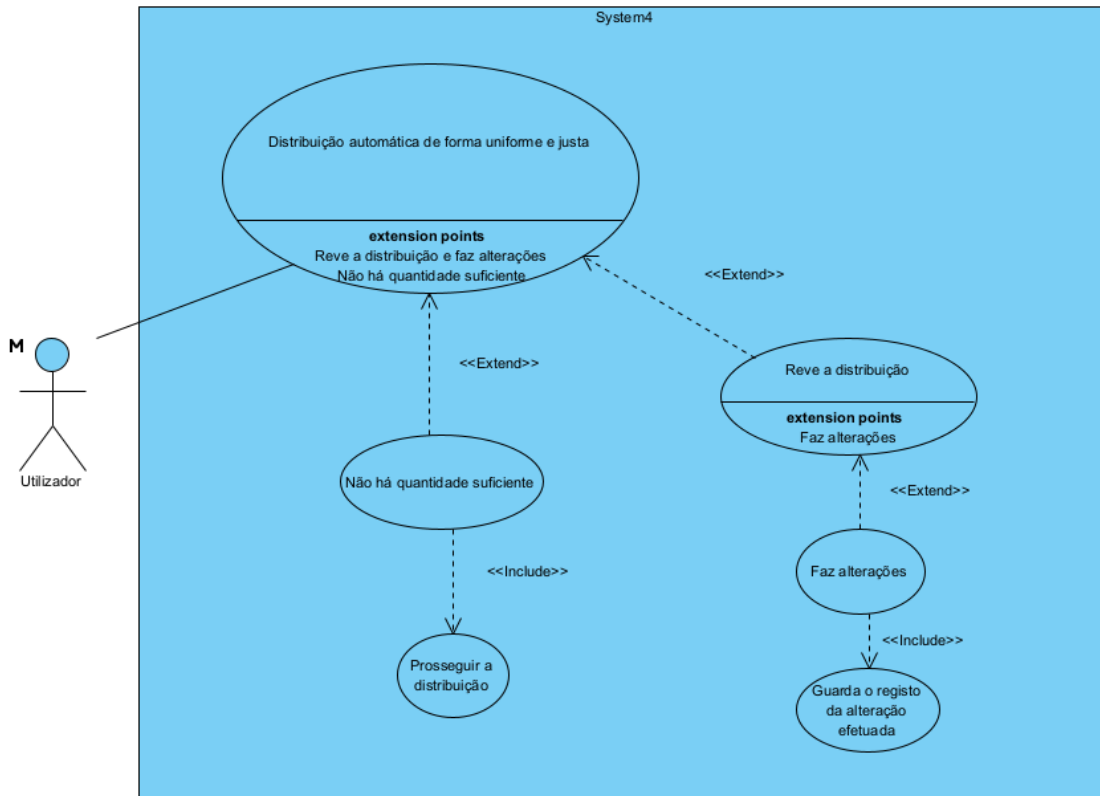 System4
Distribuição automática de forma uniforme e justa
extension points
Reve a distribuição e faz alterações
Não há quantidade suficiente
<<Extend>>
M
Utilizador
<<Extend>>
Reve a distribuição
extension points
Faz alterações
Não há quantidade suficiente
<<Extend>>
<<Include>>
Faz alterações
<<Include>>
Prosseguir a
distribuição
Guarda o registo
da alteração
efetuada